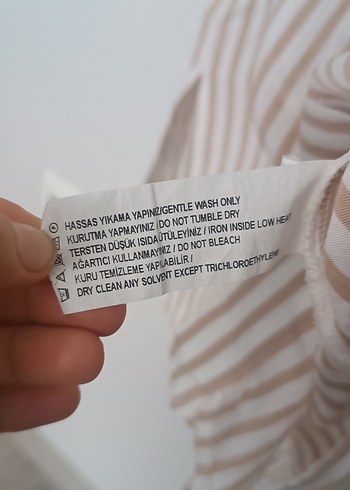 HASSAS YIKAMA YAPINIZ/GENTLE WASH ONLY
KURUTMA YAPMAYINIZ / DO NOT TUMBLE DRY
TERSTEN DÜŞÜK ISIDA ÜTÜLEYİNİZ / IRON INSIDE LOW HEAT
AĞARTICI KULLANMAYINIZ / DO NOT BLEACH
KURU TEMİZLEME YAPILABİLİR /
DRY CLEAN ANY SOLVENT EXCEPT TRICHLOROETHYLENE